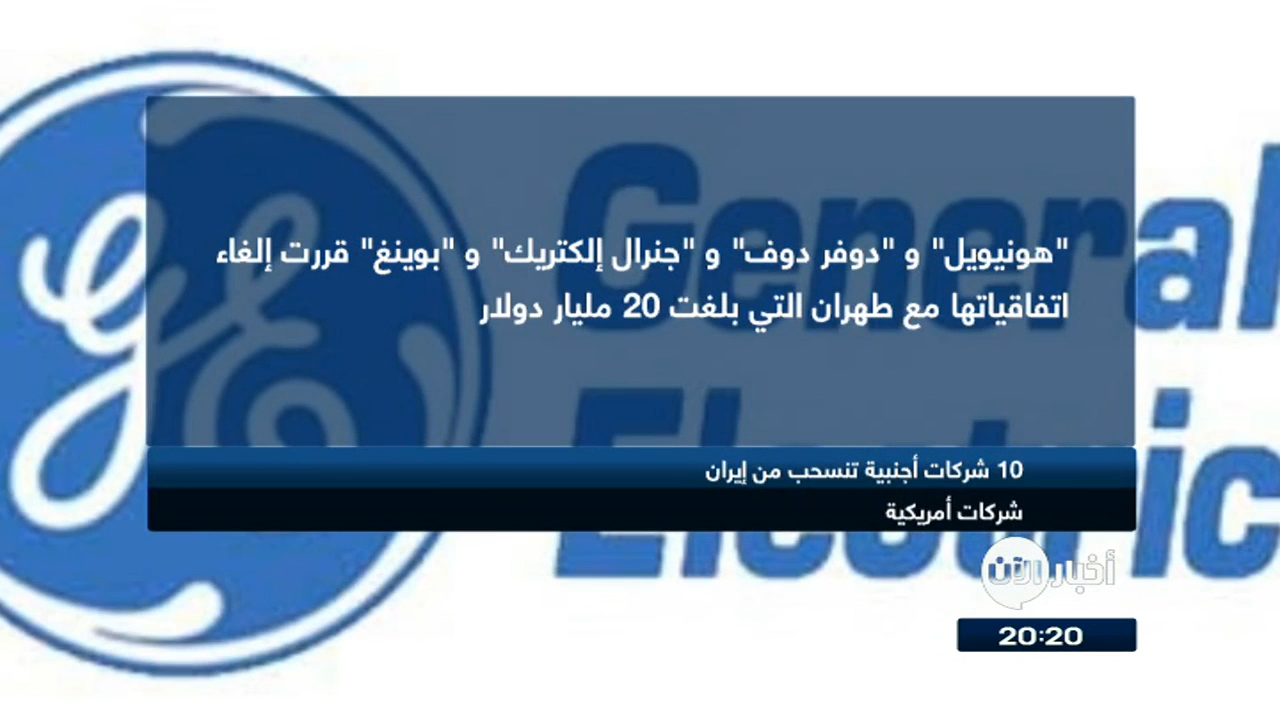 General
Electric
"هونيويل" و "دوفر دوف" و "جنرال إلكتريك" و "بوينغ" قررت إلغاء
اتفاقياتها مع طهران التي بلغت 20 مليار دولار
10 شركات أجنبية تنسحب من إيران
شركات أمريكية
أخبار الآن
20:20